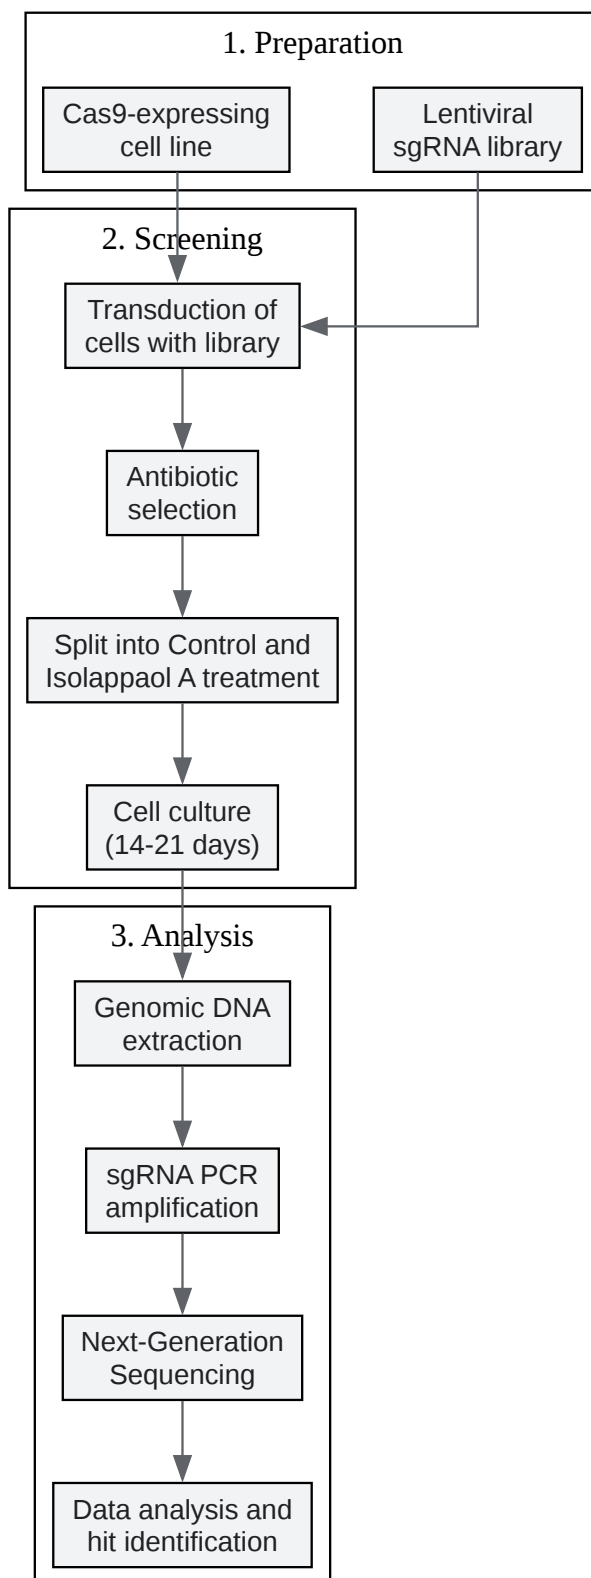 1. Preparation
Cas9-expressing
cell line
Lentiviral
sgRNA library
2. Screening
Transduction of
cells with library
Antibiotic
selection
Split into Control and
Isolappaol A treatment
Cell culture
(14-21 days)
3. Analysis
Genomic DNA
extraction
sgRNA PCR
amplification
Next-Generation
Sequencing
Data analysis and
hit identification